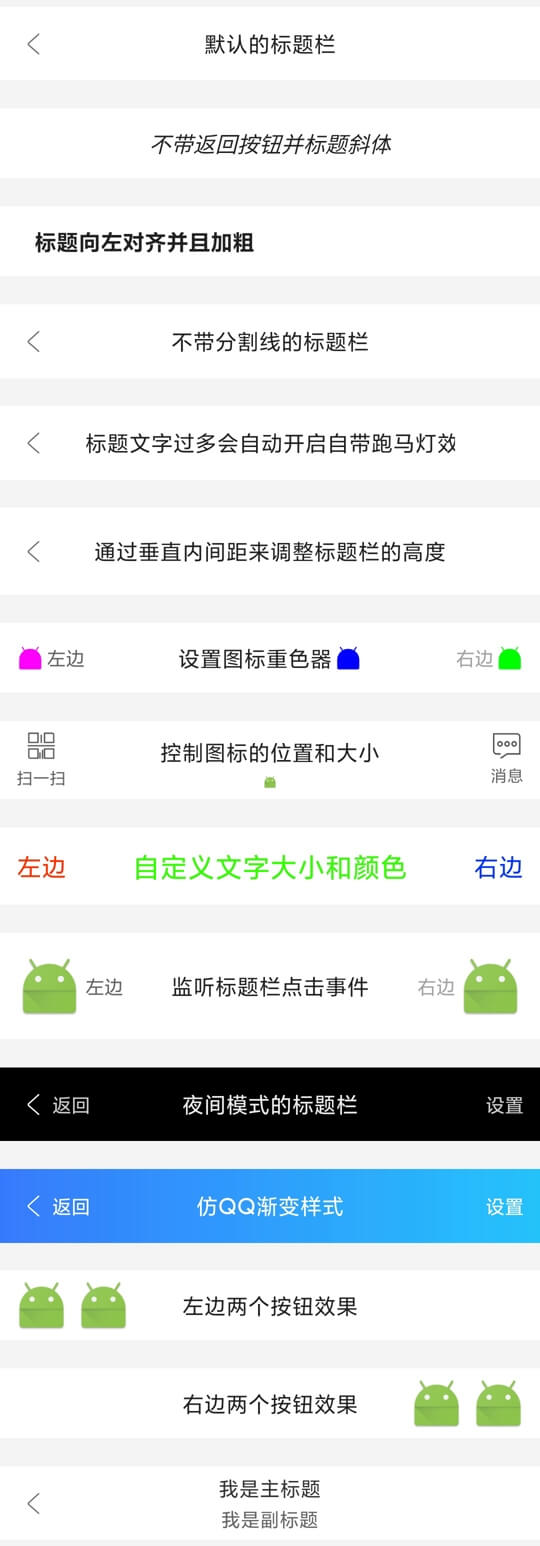 默认的标题栏
不带返回按钮并标题斜体
标题向左对齐并且加粗
不带分割线的标题栏
标题文字过多会自动开启自带跑马灯效
通过垂直内间距来调整标题栏的高度
左边 设置图标重色器 右边
控制图标的位置和大小
扫一扫 消息
左边 自定义文字大小和颜色 右边
左边 监听标题栏点击事件 右边
返回 夜间模式的标题栏 设置
返回 仿QQ渐变样式 设置
左边两个按钮效果
右边两个按钮效果
我是主标题
我是副标题